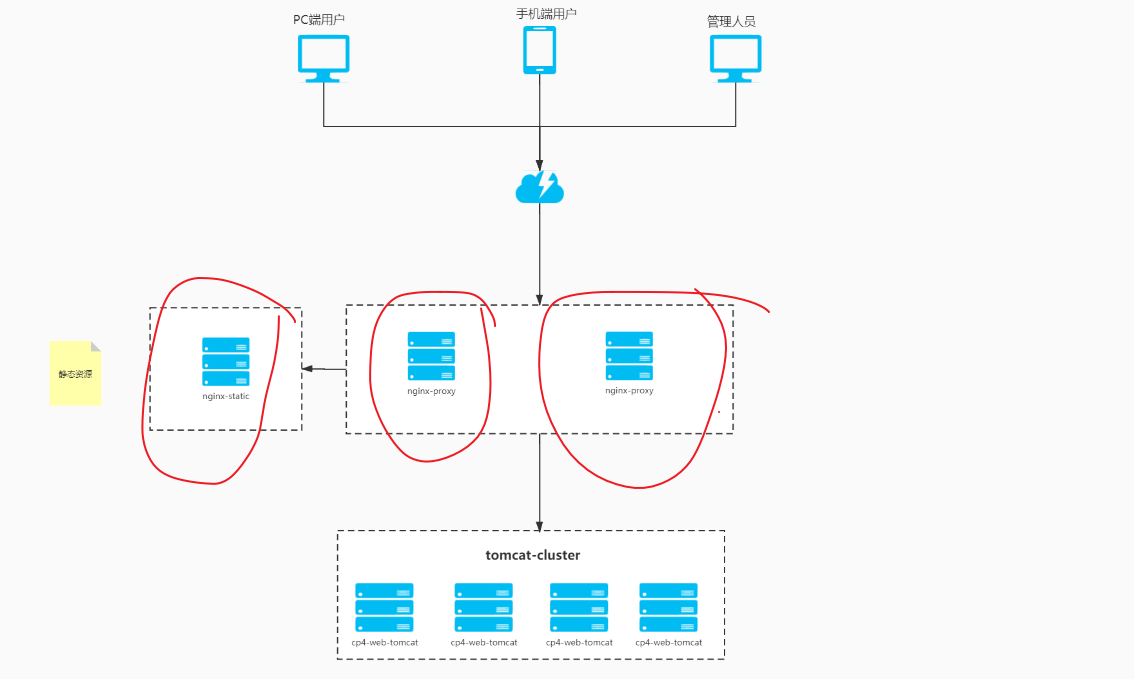 PC端用户
手机端用户
管理人员
静态资源
nginx-static
nginx-proxy
nginx-proxy
tomcat-cluster
cp4-web-tomcat
cp4-web-tomcat
cp4-web-tomcat
cp4-web-tomcat